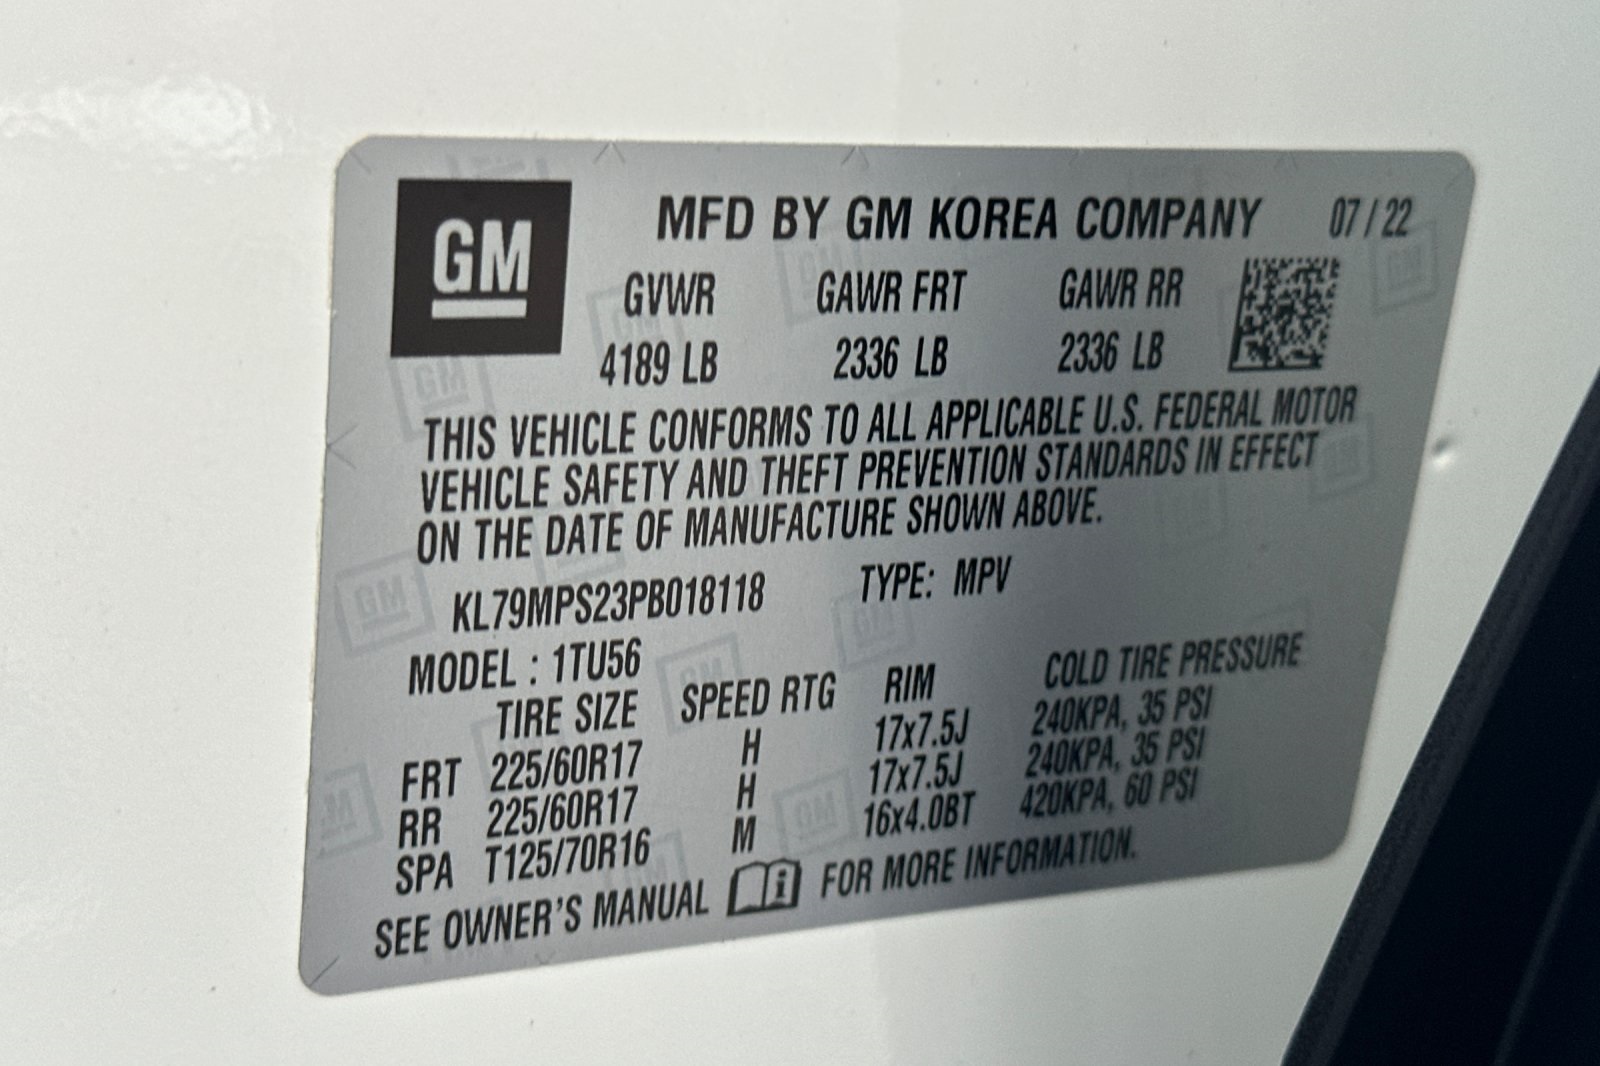 GM
MFD BY GM KOREA COMPANY 07/22
GVWR GAWR FRT GAWR RR
4189 LB 2336 LB 2336 LB
THIS VEHICLE CONFORMS TO ALL APPLICABLE U.S. FEDERAL MOTOR
VEHICLE SAFETY AND THEFT PREVENTION STANDARDS IN EFFECT
ON THE DATE OF MANUFACTURE SHOWN ABOVE.
KL79MPS23PB018118 TYPE: MPV
MODEL : 1TU56
TIRE SIZE SPEED RTG RIM COLD TIRE PRESSURE
FRT 225/60R17 H 17x7.5J 240KPA, 35 PSI
RR 225/60R17 H 17x7.5J 240KPA, 35 PSI
SPA T125/70R16 M 16x4.0BT 420KPA, 60 PSI
SEE OWNER'S MANUAL i FOR MORE INFORMATION.